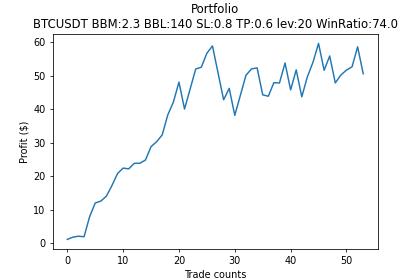 Portfolio
BTCUSDT BBM:2.3 BBL:140 SL:0.8 TP:0.6 lev:20 WinRatio:74.0
60
50
40
30
20
10
0
Profit ($)
0 10 20 30 40 50
Trade counts